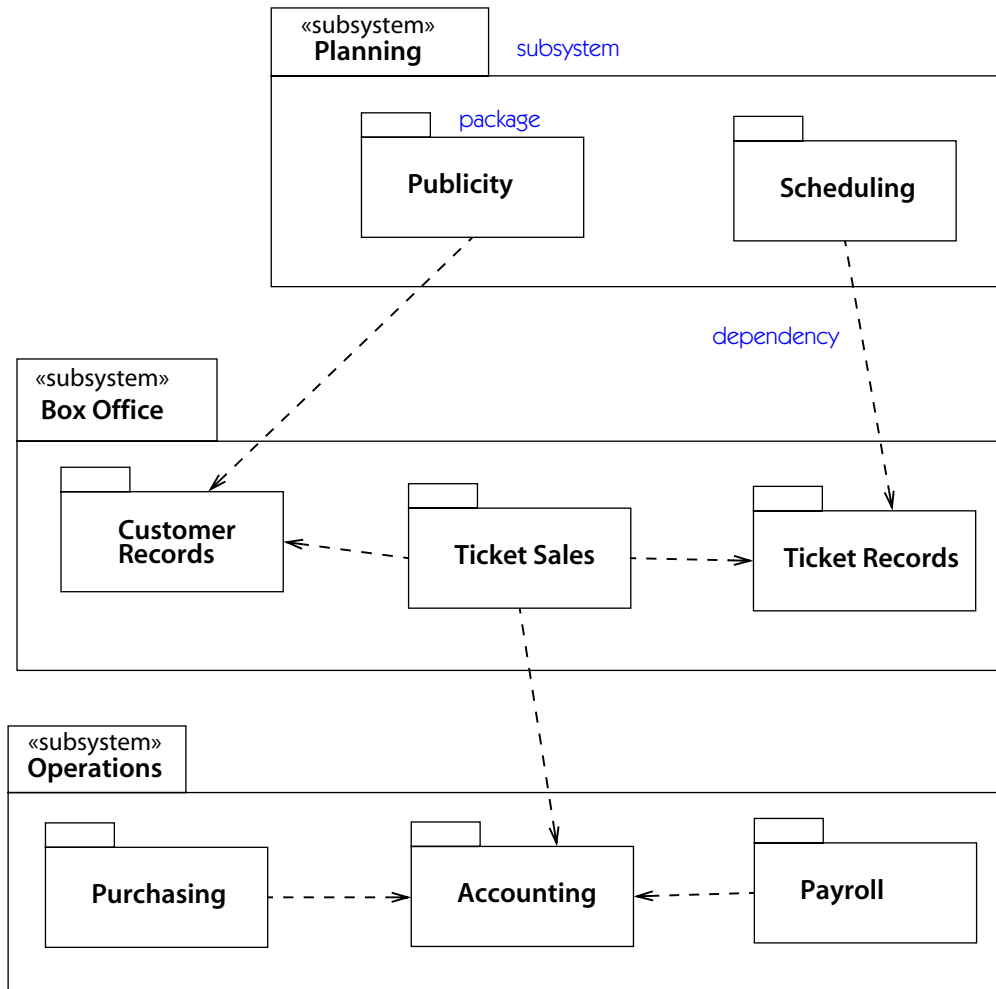 «subsystem»
Planning
subsystem
package
Publicity
Scheduling
dependency
«subsystem»
Box Office
Customer
Records
Ticket Sales
Ticket Records
«subsystem»
Operations
Purchasing
Accounting
Payroll